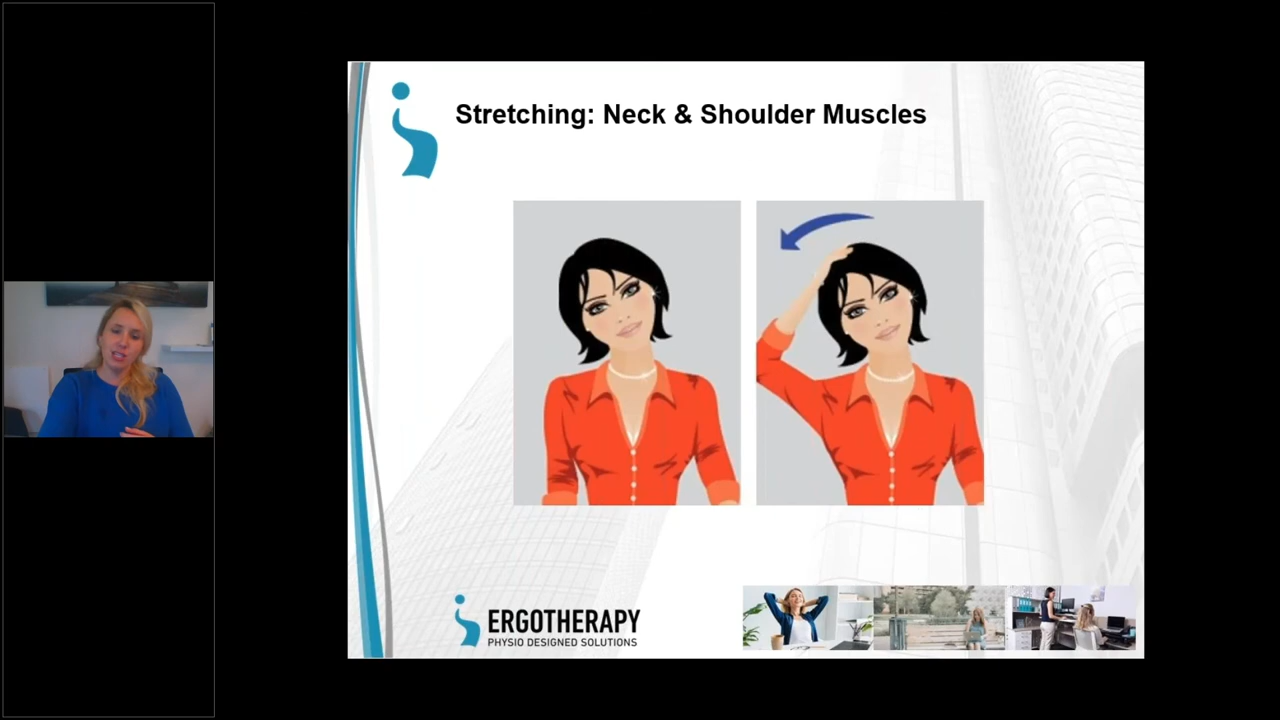 Stretching: Neck & Shoulder Muscles
ERGOTHERAPY
PHYSIO DESIGNED SOLUTIONS